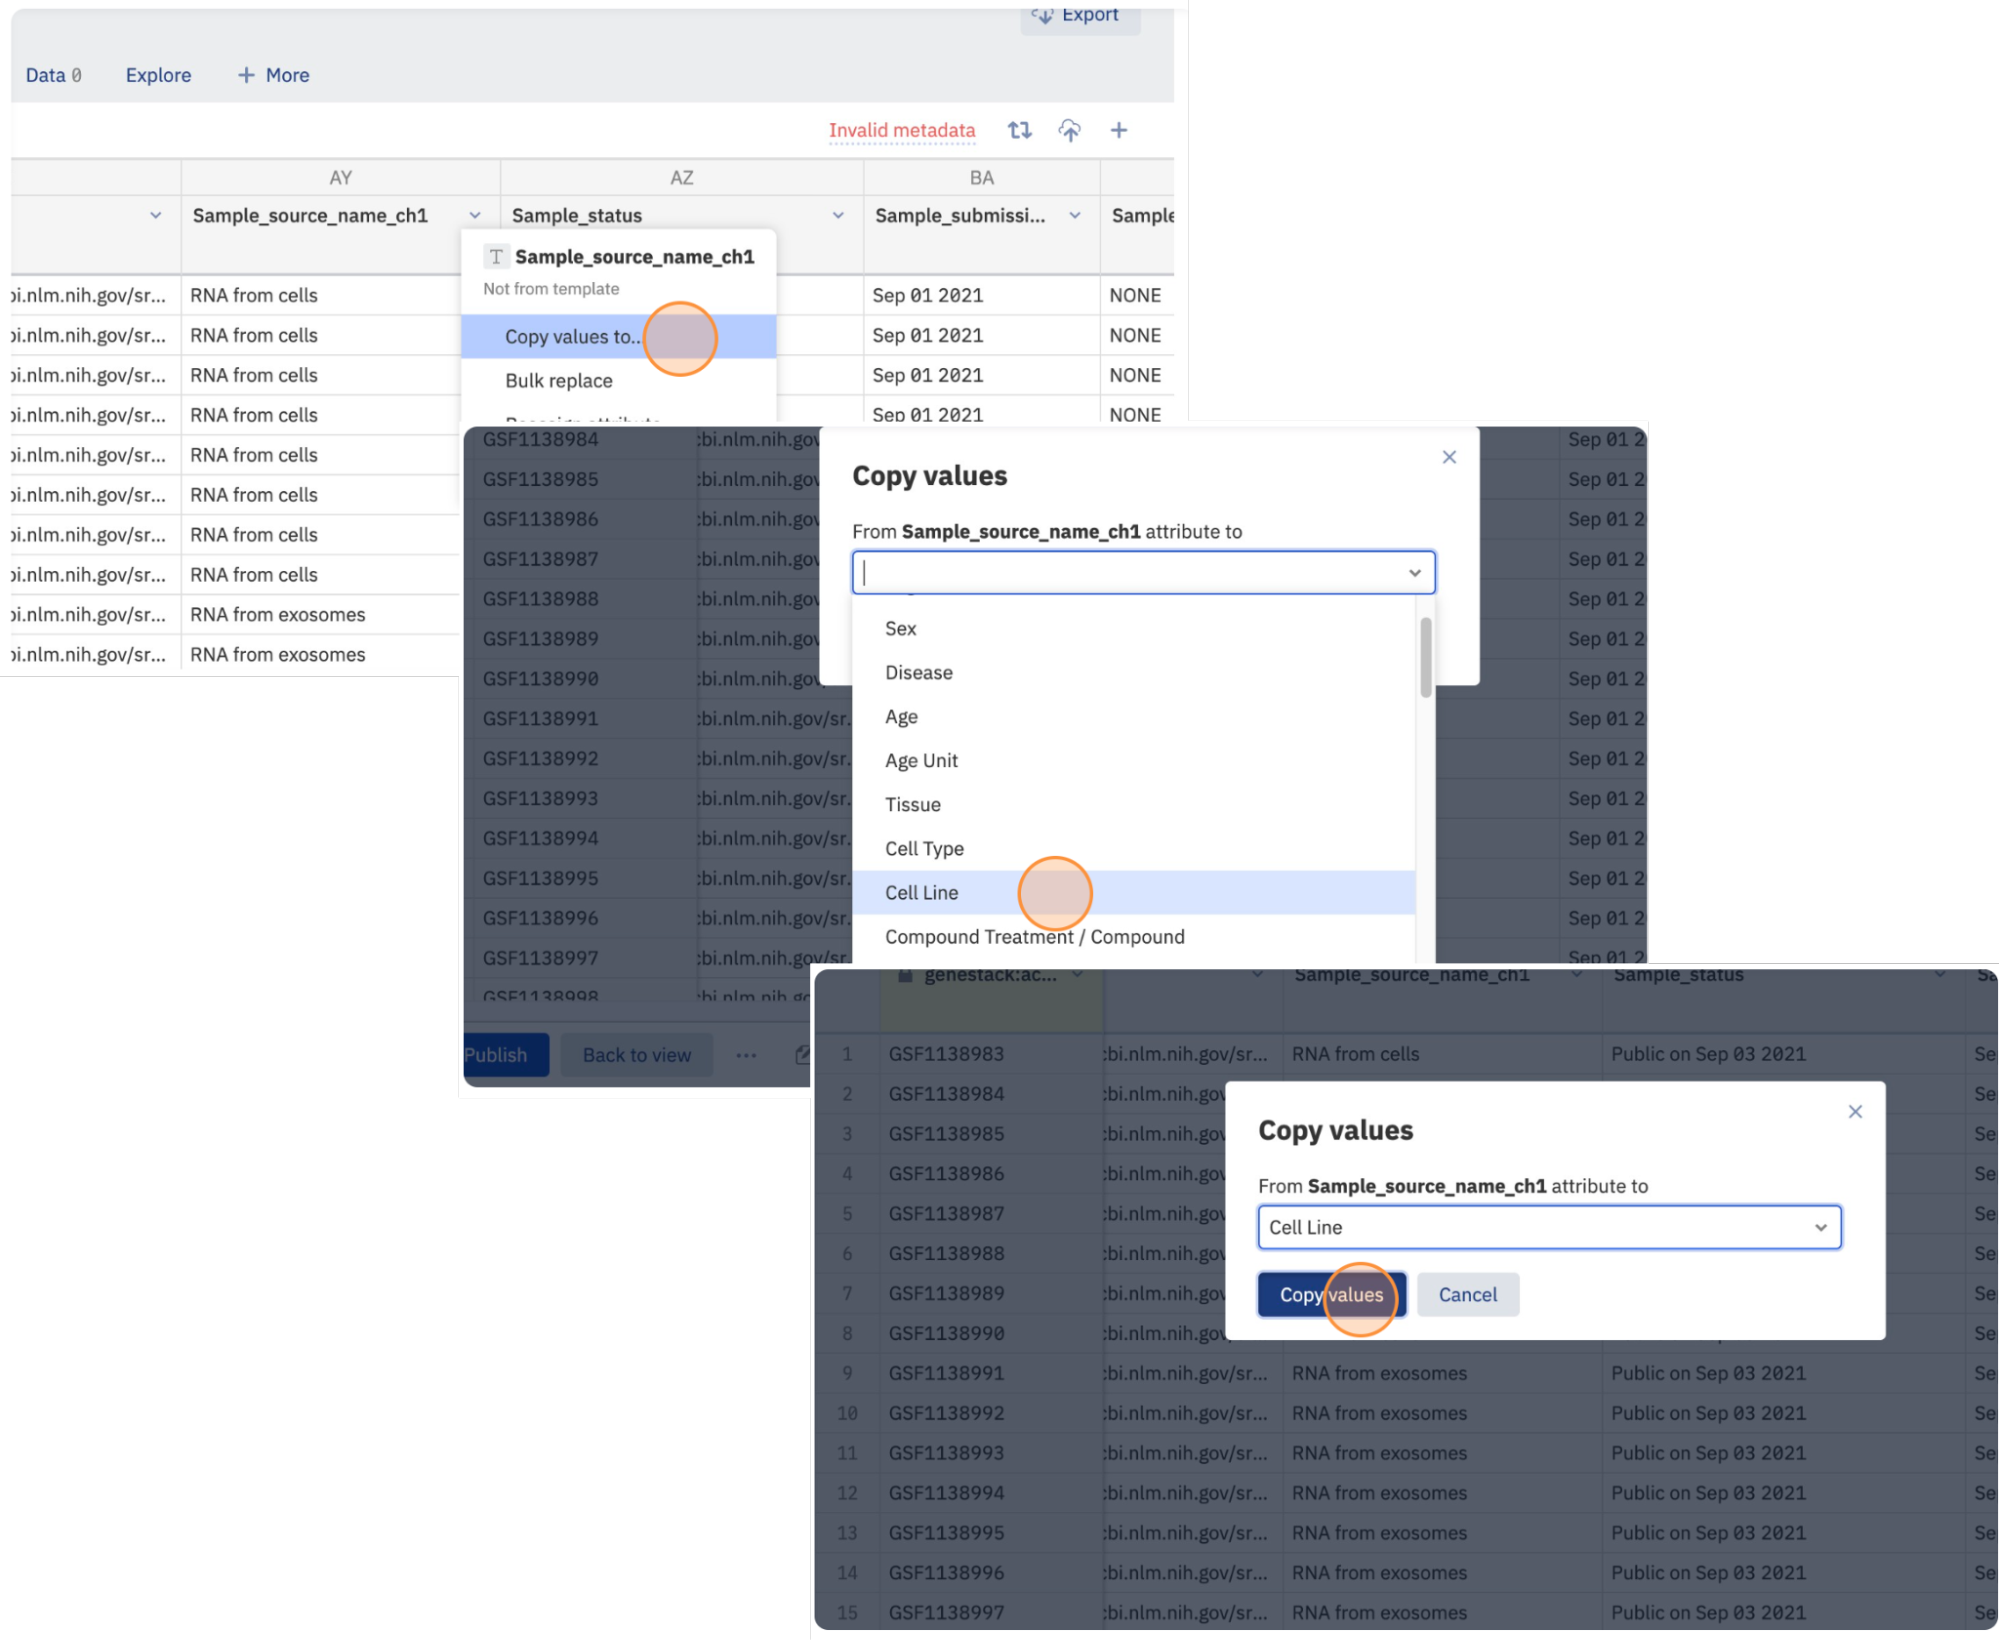 Export
Data 0 Explore + More
Invalid metadata
AY AZ BA
Sample_source_name_ch1 Sample_status Sample_submissi... Sample
T Sample_source_name_ch1
Not from template
Copy values to...
Bulk replace
bi.nlm.nih.gov/sr... RNA from cells Sep 01 2021 NONE
bi.nlm.nih.gov/sr... RNA from cells Sep 01 2021 NONE
bi.nlm.nih.gov/sr... RNA from cells Sep 01 2021 NONE
bi.nlm.nih.gov/sr... RNA from cells Sep 01 2021 NONE
bi.nlm.nih.gov/sr... RNA from cells
bi.nlm.nih.gov/sr... RNA from cells
bi.nlm.nih.gov/sr... RNA from cells
bi.nlm.nih.gov/sr... RNA from cells
bi.nlm.nih.gov/sr... RNA from exosomes
bi.nlm.nih.gov/sr... RNA from exosomes
GSF1138984 :bi.nlm.nih.gov Sep 01 2
GSF1138985 :bi.nlm.nih.gov Sep 01 2
GSF1138986 :bi.nlm.nih.gov Sep 01 2
GSF1138987 :bi.nlm.nih.gov Sep 01 2
GSF1138988 :bi.nlm.nih.gov Sep 01 2
GSF1138989 :bi.nlm.nih.gov Sep 01 2
GSF1138990 :bi.nlm.nih.gov Sep 01 2
GSF1138991 :bi.nlm.nih.gov/sr. Sep 01 2
GSF1138992 :bi.nlm.nih.gov/sr. Sep 01 2
GSF1138993 :bi.nlm.nih.gov/sr. Sep 01 2
GSF1138994 :bi.nlm.nih.gov/sr. Sep 01 2
GSF1138995 :bi.nlm.nih.gov/sr. Sep 01 2
GSF1138996 :bi.nlm.nih.gov/sr. Sep 01 2
GSF1138997 :bi.nlm.nih.gov/sr. Sep 01 2
GSF1138998
Copy values
From Sample_source_name_ch1 attribute to
Sex
Disease
Age
Age Unit
Tissue
Cell Type
Cell Line
Compound Treatment / Compound
Publish Back to view ...
genestack:ac... Sample_source_name_ch1 Sample_status Sa
1 GSF1138983 :bi.nlm.nih.gov/sr... RNA from cells Public on Sep 03 2021 Se
2 GSF1138984 :bi.nlm.nih.gov Se
3 GSF1138985 :bi.nlm.nih.gov Se
4 GSF1138986 :bi.nlm.nih.gov Se
5 GSF1138987 :bi.nlm.nih.gov Se
6 GSF1138988 :bi.nlm.nih.gov Se
7 GSF1138989 :bi.nlm.nih.gov Se
8 GSF1138990 :bi.nlm.nih.gov Se
9 GSF1138991 :bi.nlm.nih.gov/sr... RNA from exosomes Public on Sep 03 2021 Se
10 GSF1138992 :bi.nlm.nih.gov/sr... RNA from exosomes Public on Sep 03 2021 Se
11 GSF1138993 :bi.nlm.nih.gov/sr... RNA from exosomes Public on Sep 03 2021 Se
12 GSF1138994 :bi.nlm.nih.gov/sr... RNA from exosomes Public on Sep 03 2021 Se
13 GSF1138995 :bi.nlm.nih.gov/sr... RNA from exosomes Public on Sep 03 2021 Se
14 GSF1138996 :bi.nlm.nih.gov/sr... RNA from exosomes Public on Sep 03 2021 Se
15 GSF1138997 :bi.nlm.nih.gov/sr... RNA from exosomes Public on Sep 03 2021 Se
Copy values
From Sample_source_name_ch1 attribute to
Cell Line
Copy values Cancel